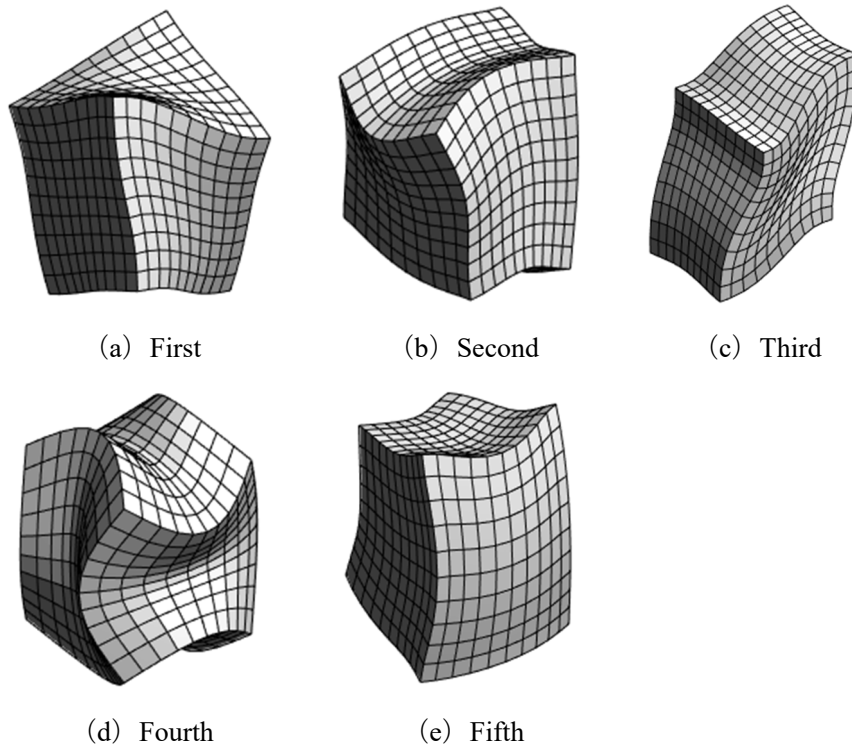 （a）First
（b）Second
（c）Third
（d）Fourth
（e）Fifth